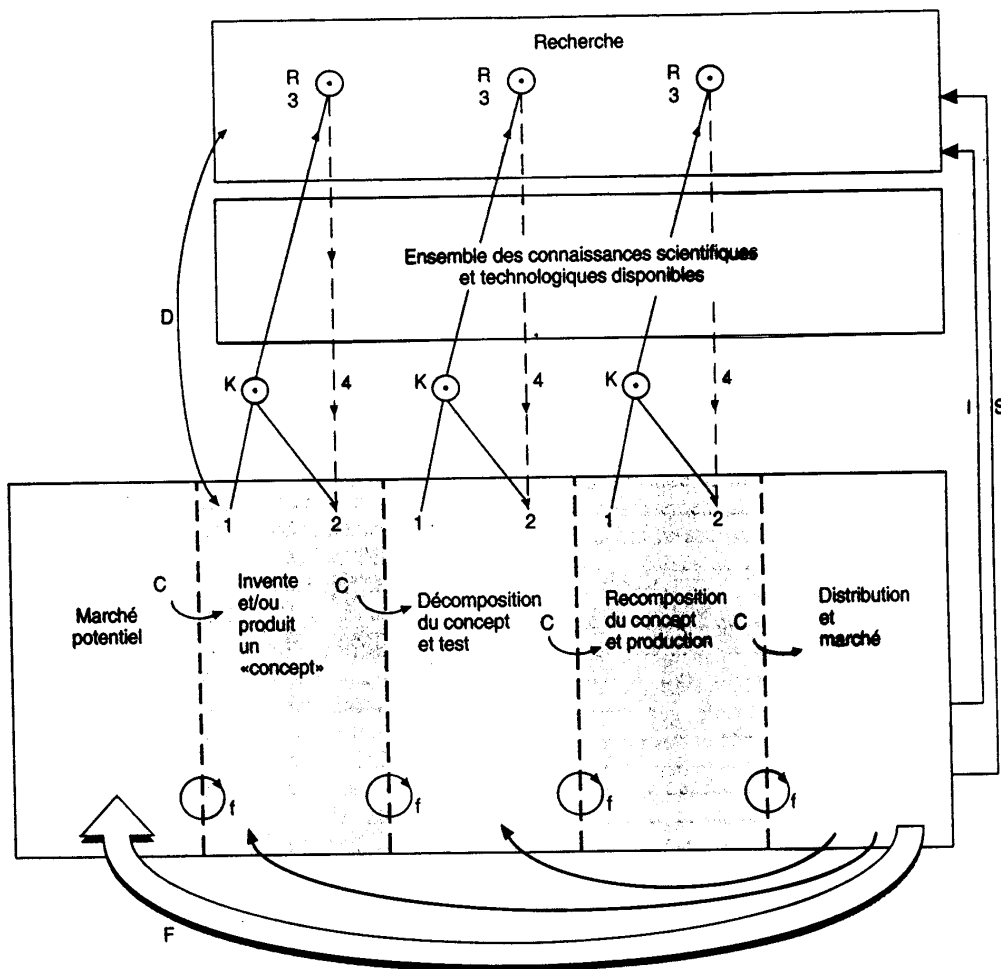 Recherche
R
3
R
3
R
3
Ensemble des connaissances scientifiques
et technologiques disponibles
D
K
4
K
4
K
4
I
S
1
2
1
2
1
2
C
C
C
C
Marché
potentiel
Invente
et/ou
produit
un
«concept»
Décomposition
du concept
et test
Recomposition
du concept
et production
Distribution
et
marché
f
f
f
f
F